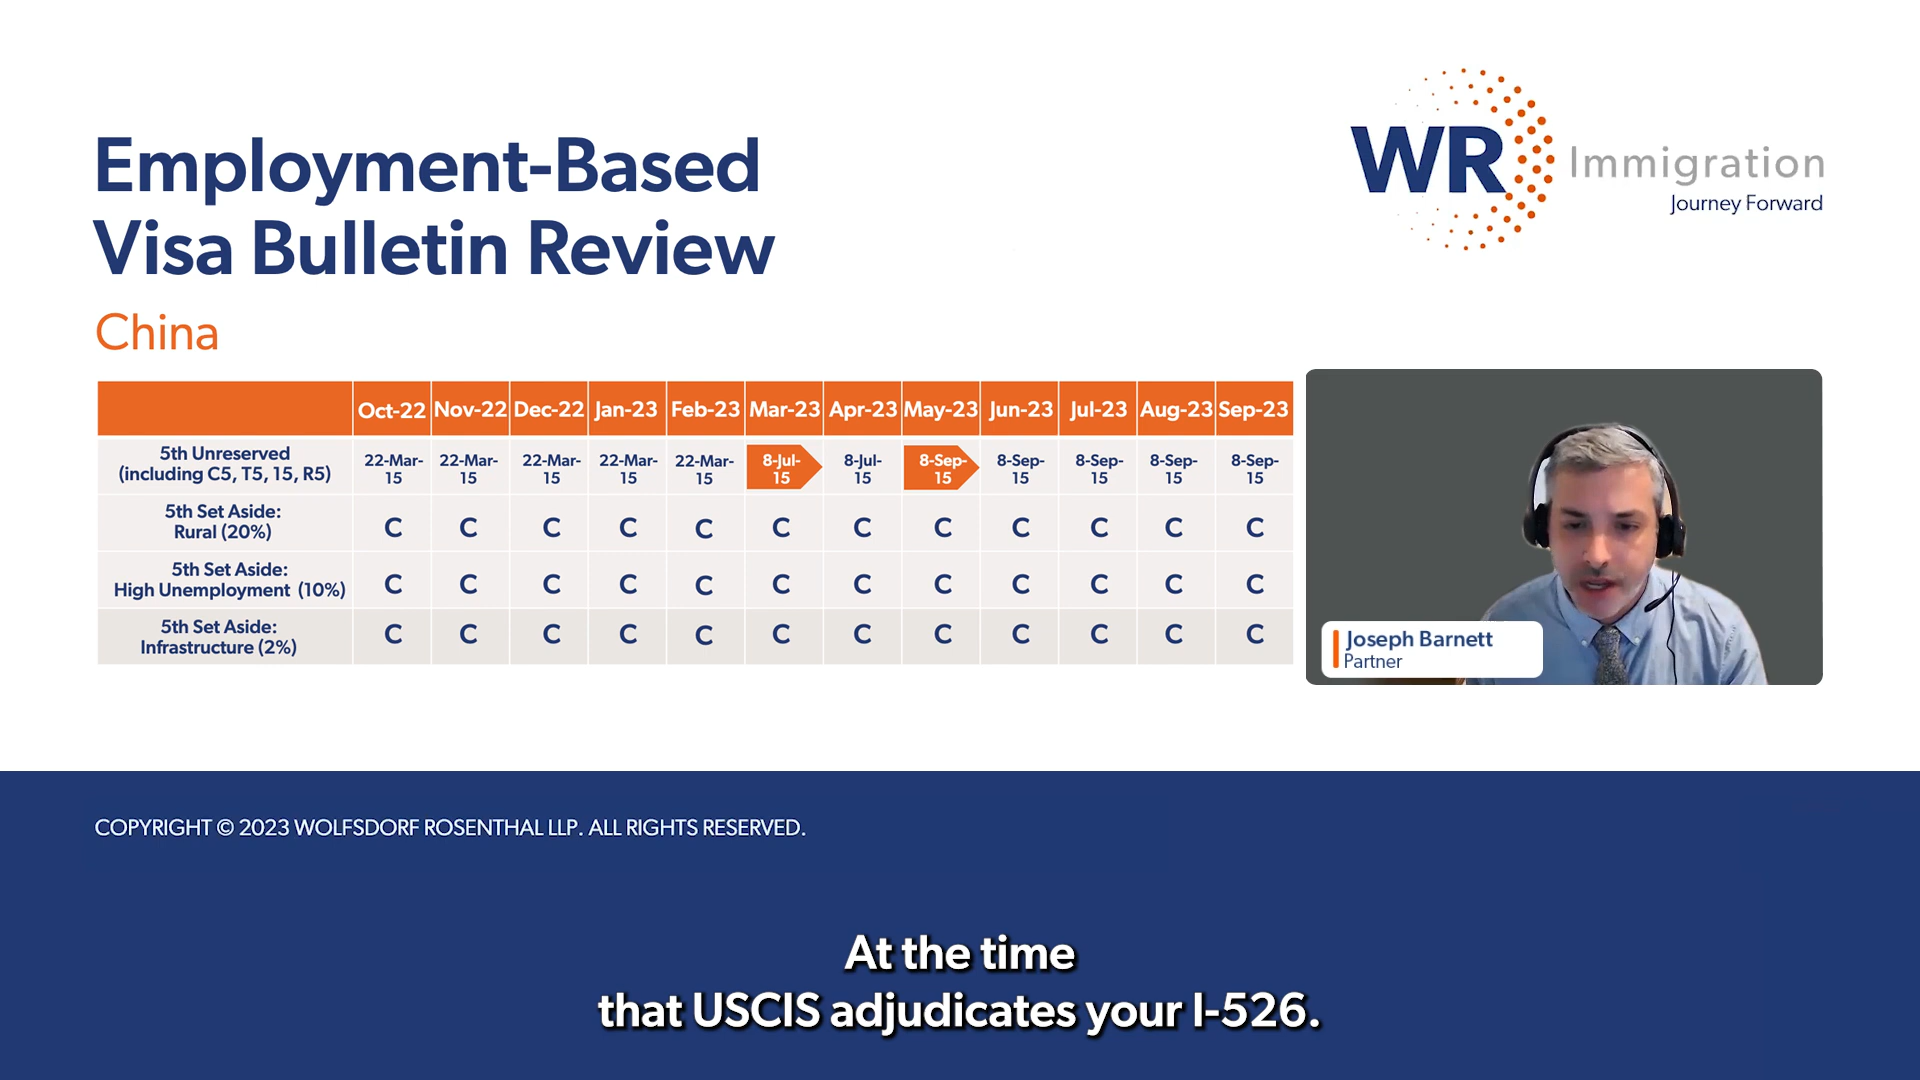 Employment-Based
Visa Bulletin Review
China
WR Immigration
Journey Forward
Oct-22 Nov-22 Dec-22 Jan-23 Feb-23 Mar-23 Apr-23 May-23 Jun-23 Jul-23 Aug-23 Sep-23
5th Unreserved
(including C5, T5, 15, R5)
22-Mar-15 22-Mar-15 22-Mar-15 22-Mar-15 22-Mar-15 8-Jul-15 8-Jul-15 8-Sep-15 8-Sep-15 8-Sep-15 8-Sep-15 8-Sep-15
5th Set Aside:
Rural (20%)
C C C C C C C C C C C C
5th Set Aside:
High Unemployment (10%)
C C C C C C C C C C C C
5th Set Aside:
Infrastructure (2%)
C C C C C C C C C C C C
Joseph Barnett
Partner
COPYRIGHT © 2023 WOLFSDORF ROSENTHAL LLP. ALL RIGHTS RESERVED.
At the time
that USCIS adjudicates your I-526.